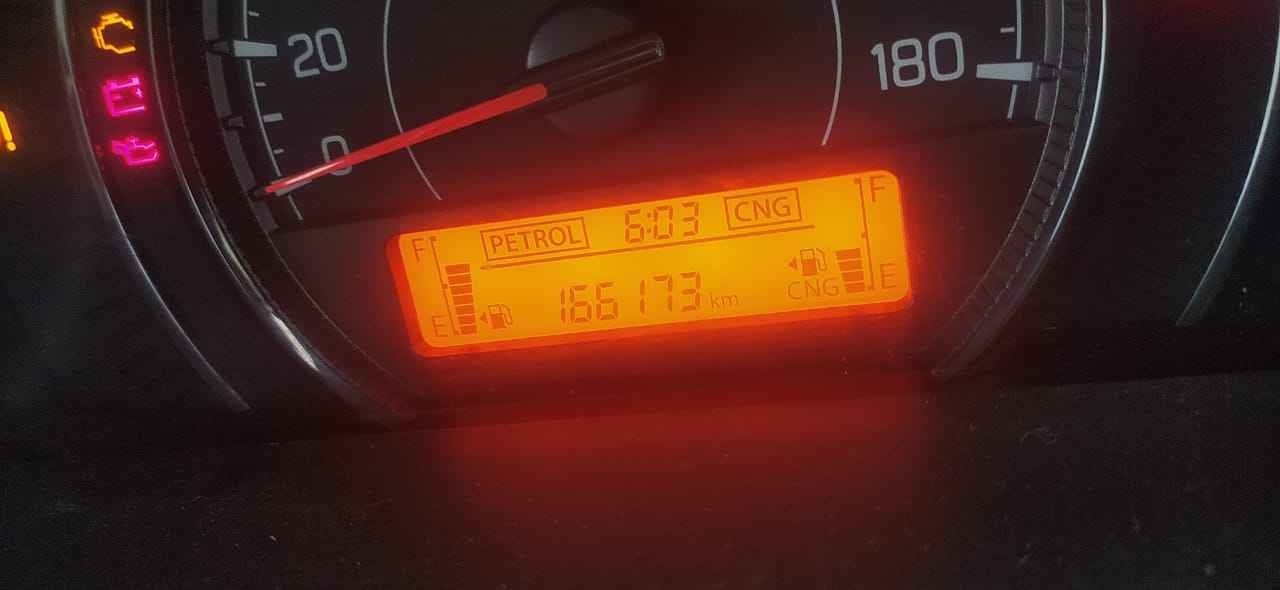 20
180
0
PETROL 6:03 CNG F
F
166173 km CNG E
E